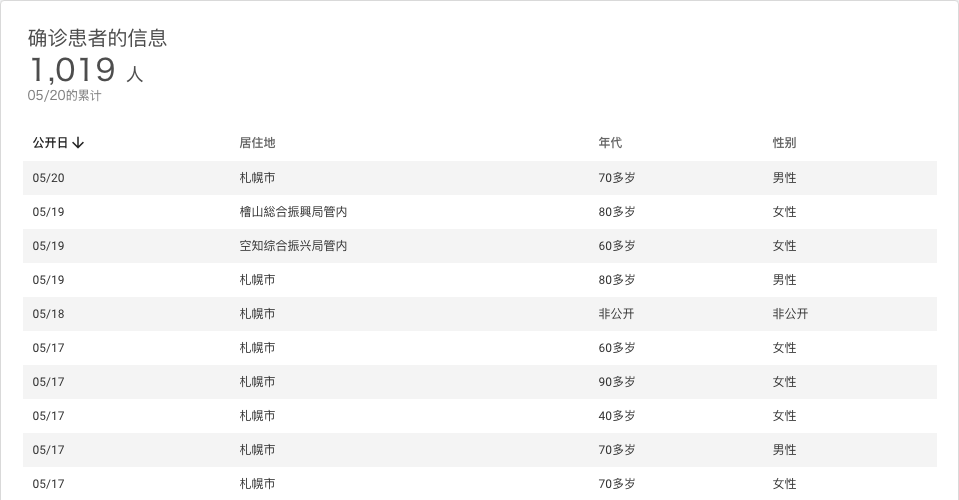 确诊患者的信息
1,019 人
05/20的累计
公开日 居住地 年代 性别
05/20 札幌市 70多岁 男性
05/19 檜山総合振興局管内 80多岁 女性
05/19 空知综合振兴局管内 60多岁 女性
05/19 札幌市 80多岁 男性
05/18 札幌市 非公开 非公开
05/17 札幌市 60多岁 女性
05/17 札幌市 90多岁 女性
05/17 札幌市 40多岁 女性
05/17 札幌市 70多岁 男性
05/17 札幌市 70多岁 女性